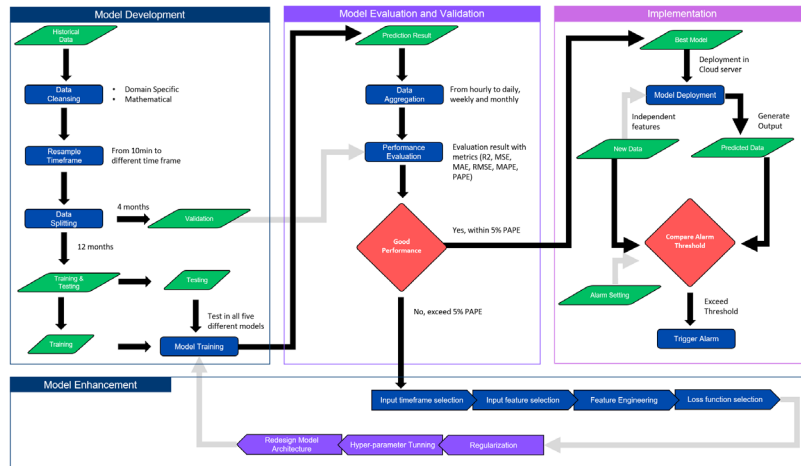 Model Development
Historical
Data
Data
Cleansing
• Domain Specific
• Mathematical
Resample
Timeframe
From 10min to
different time frame
Data
Splitting
4 months
Validation
12 months
Training &
Testing
Testing
Test in all five
different models
Training
Model Training
Model Evaluation and Validation
Prediction Result
Data
Aggregation
From hourly to daily,
weekly and monthly
Performance
Evaluation
Evaluation result with
metrics (R2, MSE,
MAE, RMSE, MAPE,
PAPE)
Good
Performance
Yes, within 5% PAPE
No, exceed 5% PAPE
Implementation
Best Model
Deployment in
Cloud server
Model Deployment
Independent
features
Generate
Output
New Data
Predicted Data
Compare Alarm
Threshold
Alarm Setting
Exceed
Threshold
Trigger Alarm
Model Enhancement
Input timeframe selection
Input feature selection
Feature Engineering
Loss function selection
Redesign Model
Architecture
Hyper-parameter Tunning
Regularization